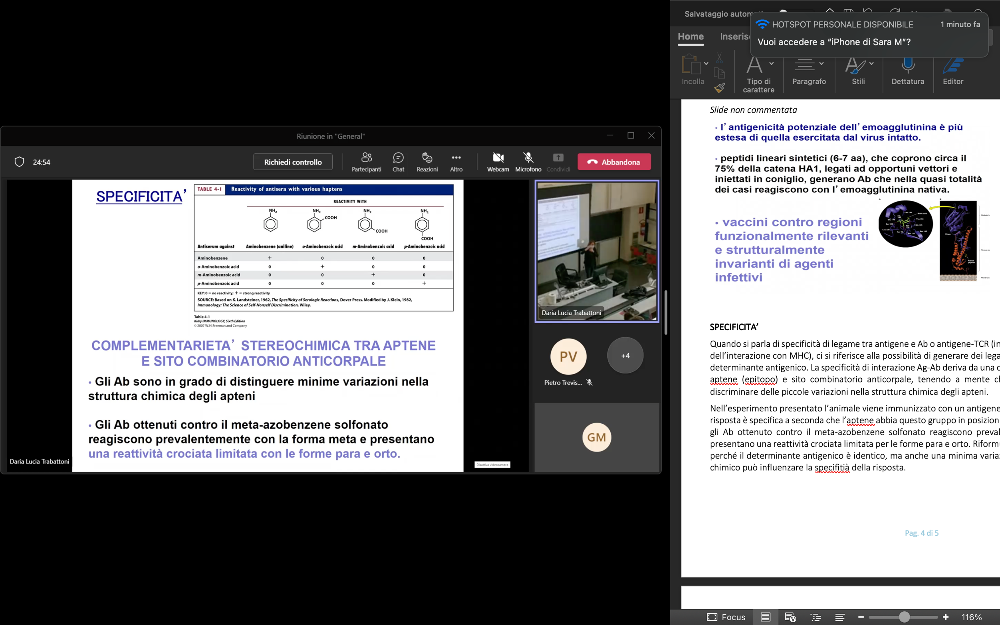 Riunione in "General"
24:54
Richiedi controllo
Partecipanti
Chat
Reazioni
Altro
Webcam
Microfono
Condividi
Abbandona
SPECIFICITA’
TABLE 4-1 Reactivity of antisera with various haptens
REACTIVITY WITH
NH2 NH2 NH2 NH2
COOH
COOH
COOH
Antiserum against Aminobenzene (aniline) o-Aminobenzoic acid m-Aminobenzoic acid p-Aminobenzoic acid
Aminobenzene + 0 0 0
o-Aminobenzoic acid 0 + 0 0
m-Aminobenzoic acid 0 0 + 0
p-Aminobenzoic acid 0 0 0 +
KEY: 0 = no reactivity; + = strong reactivity
SOURCE: Based on K. Landsteiner, 1962, The Specificity of Serologic Reactions, Dover Press. Modified by J. Klein, 1982,
Immunology: The Science of Self-Nonself Discrimination, Wiley.
Table 4-1
Kuby IMMUNOLOGY, Sixth Edition
© 2007 W.H.Freeman and Company
COMPLEMENTARIETA’ STEREOCHIMICA TRA APTENE
E SITO COMBINATORIO ANTICORPALE
• Gli Ab sono in grado di distinguere minime variazioni nella
struttura chimica degli apteni
• Gli Ab ottenuti contro il meta-azobenzene solfonato
reagiscono prevalentemente con la forma meta e presentano
una reattività crociata limitata con le forme para e orto.
Daria Lucia Trabattoni
Disattiva videocamera
Daria Lucia Trabattoni
PV
+4
Pietro Trevis...
GM
Salvataggio autom
HOTSPOT PERSONALE DISPONIBILE 1 minuto fa
Vuoi accedere a “iPhone di Sara M”?
Home Inseris
Incolla
Tipo di
carattere
Paragrafo
Stili
Dettatura
Editor
Slide non commentata
• l’antigenicità potenziale dell’emoagglutinina è più
estesa di quella esercitata dal virus intatto.
• peptidi lineari sintetici (6-7 aa), che coprono circa il
75% della catena HA1, legati ad opportuni vettori e
iniettati in coniglio, generano Ab che nella quasi totalità
dei casi reagiscono con l’emoagglutinina nativa.
• vaccini contro regioni
funzionalmente rilevanti
e strutturalmente
invarianti di agenti
infettivi
SPECIFICITA’
Quando si parla di specificità di legame tra antigene e Ab o antigene-TCR (in
dell’interazione con MHC), ci si riferisce alla possibilità di generare dei lega
determinante antigenico. La specificità di interazione Ag-Ab deriva da una c
aptene (epitopo) e sito combinatorio anticorpale, tenendo a mente ch
discriminare delle piccole variazioni nella struttura chimica degli apteni.
Nell’esperimento presentato l’animale viene immunizzato con un antigene
risposta è specifica a seconda che l’aptene abbia questo gruppo in posizion
gli Ab ottenuto contro il meta-azobenzene solfonato reagiscono preval
presentano una reattività crociata limitata per le forme para e orto. Riform
perché il determinante antigenico è identico, ma anche una minima varia
chimico può influenzare la specifitià della risposta.
Pag. 4 di 5
Focus
116%